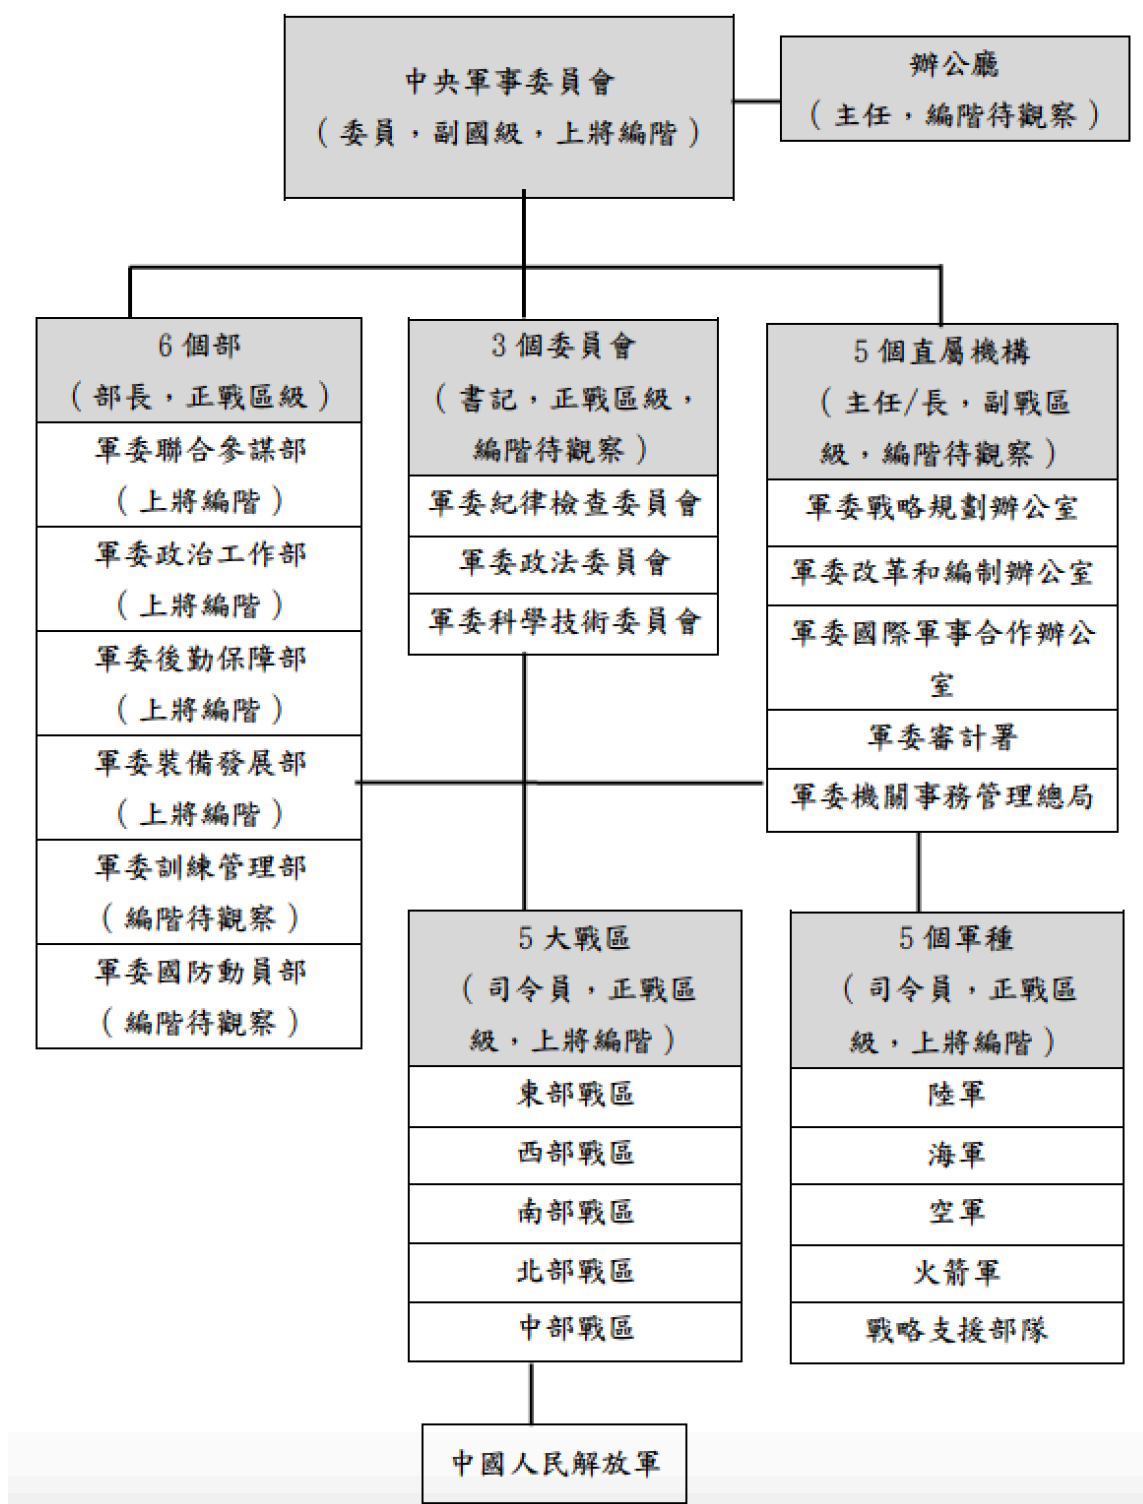 中央軍事委員會
（委員，副國級，上將編階）
辦公廳
（主任，編階待觀察）
6 個部
（部長，正戰區級）
軍委聯合參謀部
（上將編階）
軍委政治工作部
（上將編階）
軍委後勤保障部
（上將編階）
軍委裝備發展部
（上將編階）
軍委訓練管理部
（編階待觀察）
軍委國防動員部
（編階待觀察）
3 個委員會
（書記，正戰區級，
編階待觀察）
軍委紀律檢查委員會
軍委政法委員會
軍委科學技術委員會
5 個直屬機構
（主任/長，副戰區
級，編階待觀察）
軍委戰略規劃辦公室
軍委改革和編制辦公室
軍委國際軍事合作辦公
室
軍委審計署
軍委機關事務管理總局
5 大戰區
（司令員，正戰區
級，上將編階）
東部戰區
西部戰區
南部戰區
北部戰區
中部戰區
5 個軍種
（司令員，正戰區
級，上將編階）
陸軍
海軍
空軍
火箭軍
戰略支援部隊
中國人民解放軍